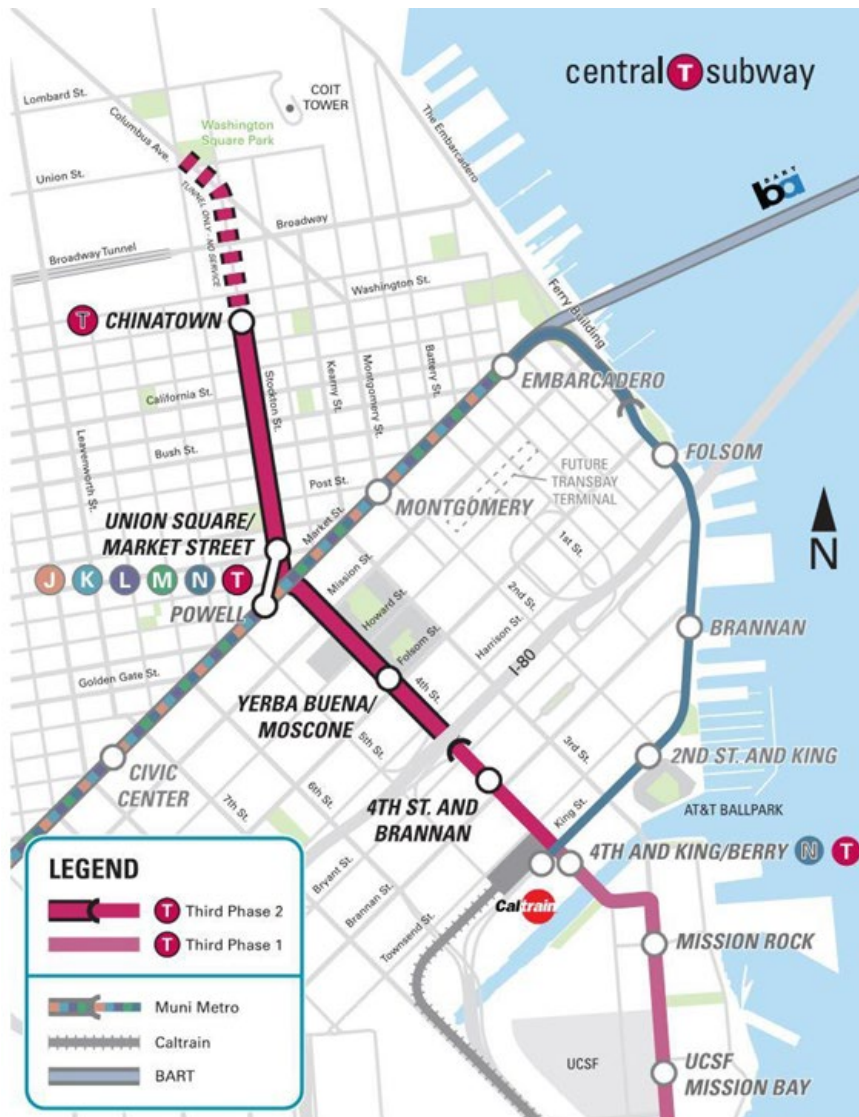 central T subway
Lombard St.
COIT
TOWER
Columbus Ave.
Washington
Square Park
The Embarcadero
Union St.
TUNNEL ONLY - NO SERVICE
Broadway
BART
ba
Broadway Tunnel
Washington St.
Ferry Building
T CHINATOWN
EMBARCADERO
California St.
Stockton St.
Kearny St.
Montgomery St.
Battery St.
Leavenworth St.
Bush St.
FOLSOM
Post St.
FUTURE
TRANSBAY
TERMINAL
MONTGOMERY
UNION SQUARE/
MARKET STREET
Market St.
1st St.
N
J K L M N T
Mission St.
POWELL
Howard St.
2nd St.
BRANNAN
Folsom St.
Harrison St.
I-80
Golden Gate St.
4th St.
YERBA BUENA/
MOSCONE
5th St.
3rd St.
CIVIC
CENTER
6th St.
2ND ST. AND KING
7th St.
4TH ST. AND
BRANNAN
King St.
AT&T BALLPARK
4TH AND KING/BERRY N T
Bryant St.
Caltrain
Brannan St.
Townsend St.
MISSION ROCK
UCSF
UCSF
MISSION BAY
LEGEND
T Third Phase 2
T Third Phase 1
Muni Metro
Caltrain
BART